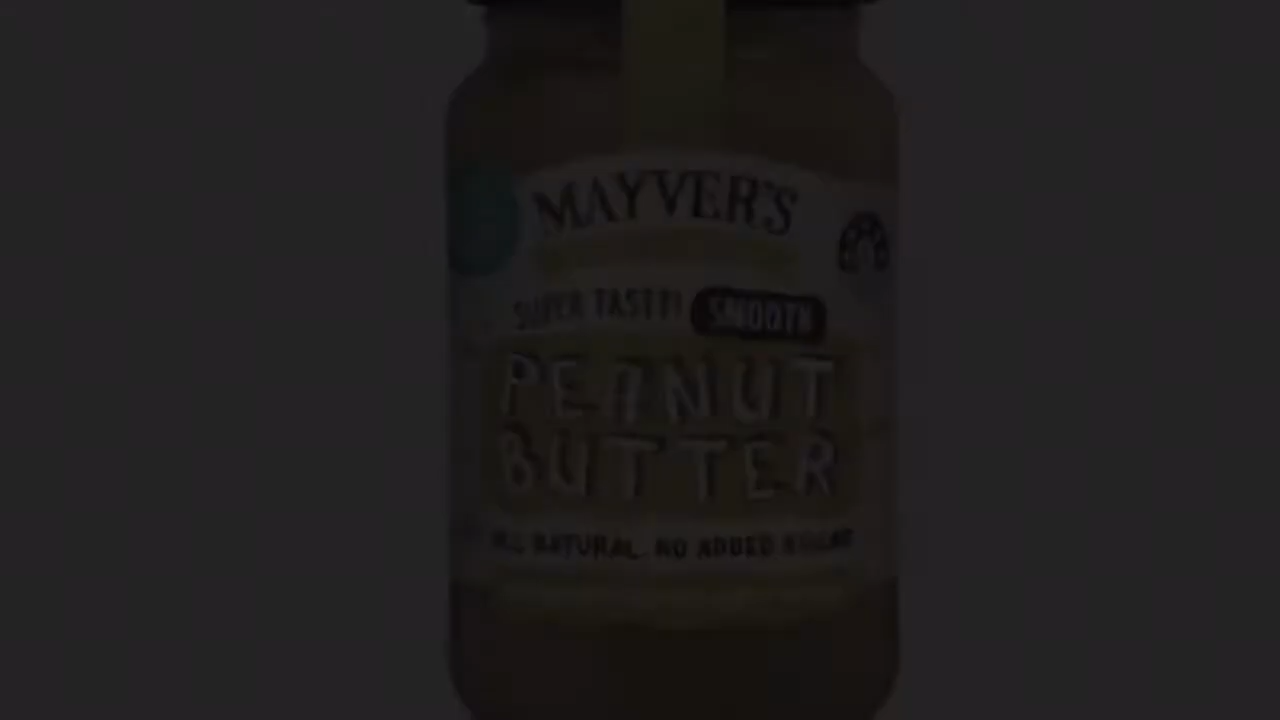 MAYVER'S
SUPER TASTY! SMOOTH
PEANUT
BUTTER
ALL NATURAL. NO ADDED SUGAR